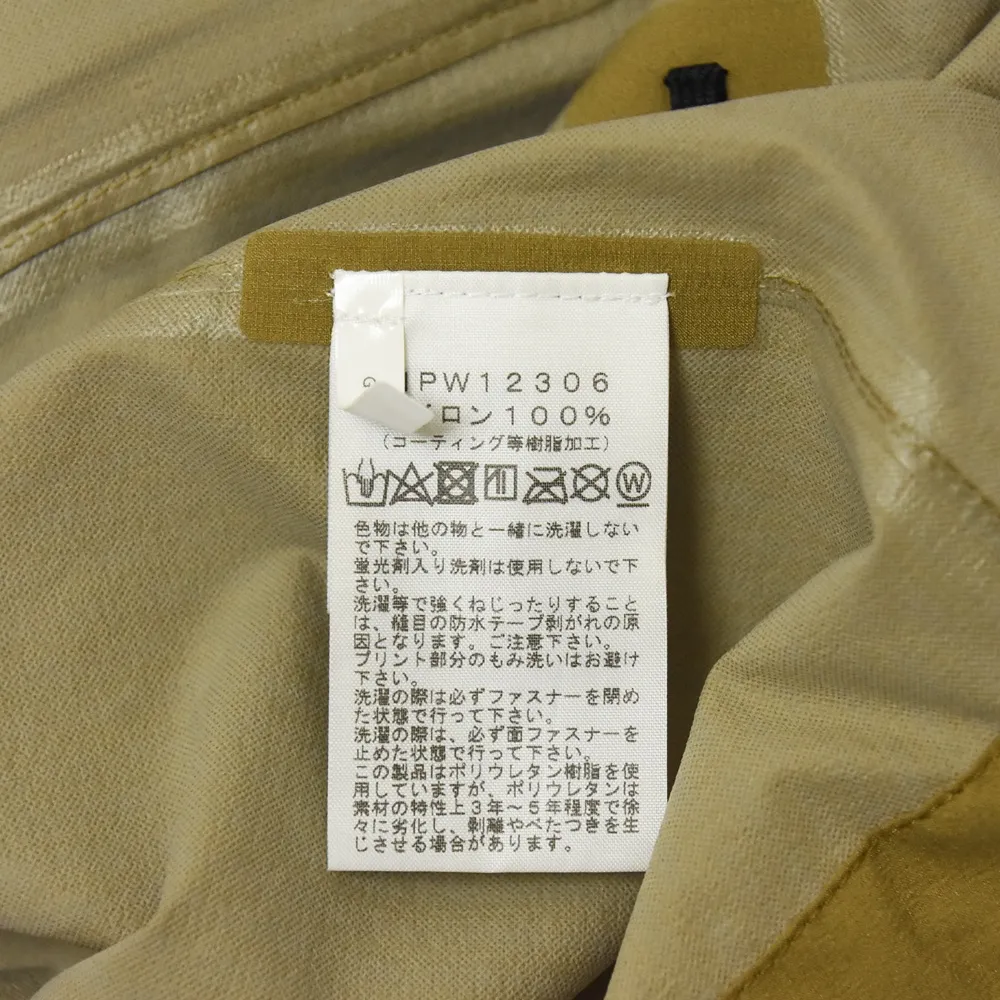 G
PW12306
ロン100%
(コーティング等樹脂加工)
W
色物は他の物と一緒に洗濯しない
で下さい。
蛍光剤入り洗剤は使用しないで下
さい。
洗濯等で強くねじったりすること
は、縫目の防水テープ剥がれの原
因となります。ご注意下さい。
プリント部分のもみ洗いはお避け
下さい。
洗濯の際は必ずファスナーを閉め
た状態で行って下さい。
洗濯の際は、必ず面ファスナーを
止めた状態で行って下さい。
この製品はポリウレタン樹脂を使
用していますが、ポリウレタンは
素材の特性上3年～5年程度で徐
々に劣化し、剥離やべたつきを生
じさせる場合があります。